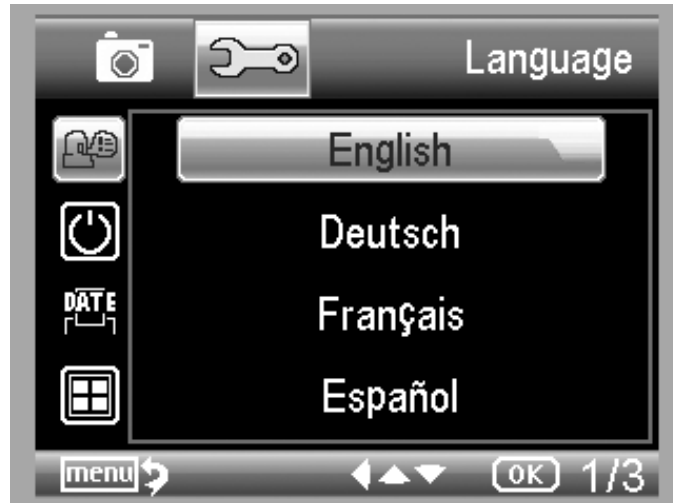 Language
English
Deutsch
DATE
Français
Español
menu OK 1/3